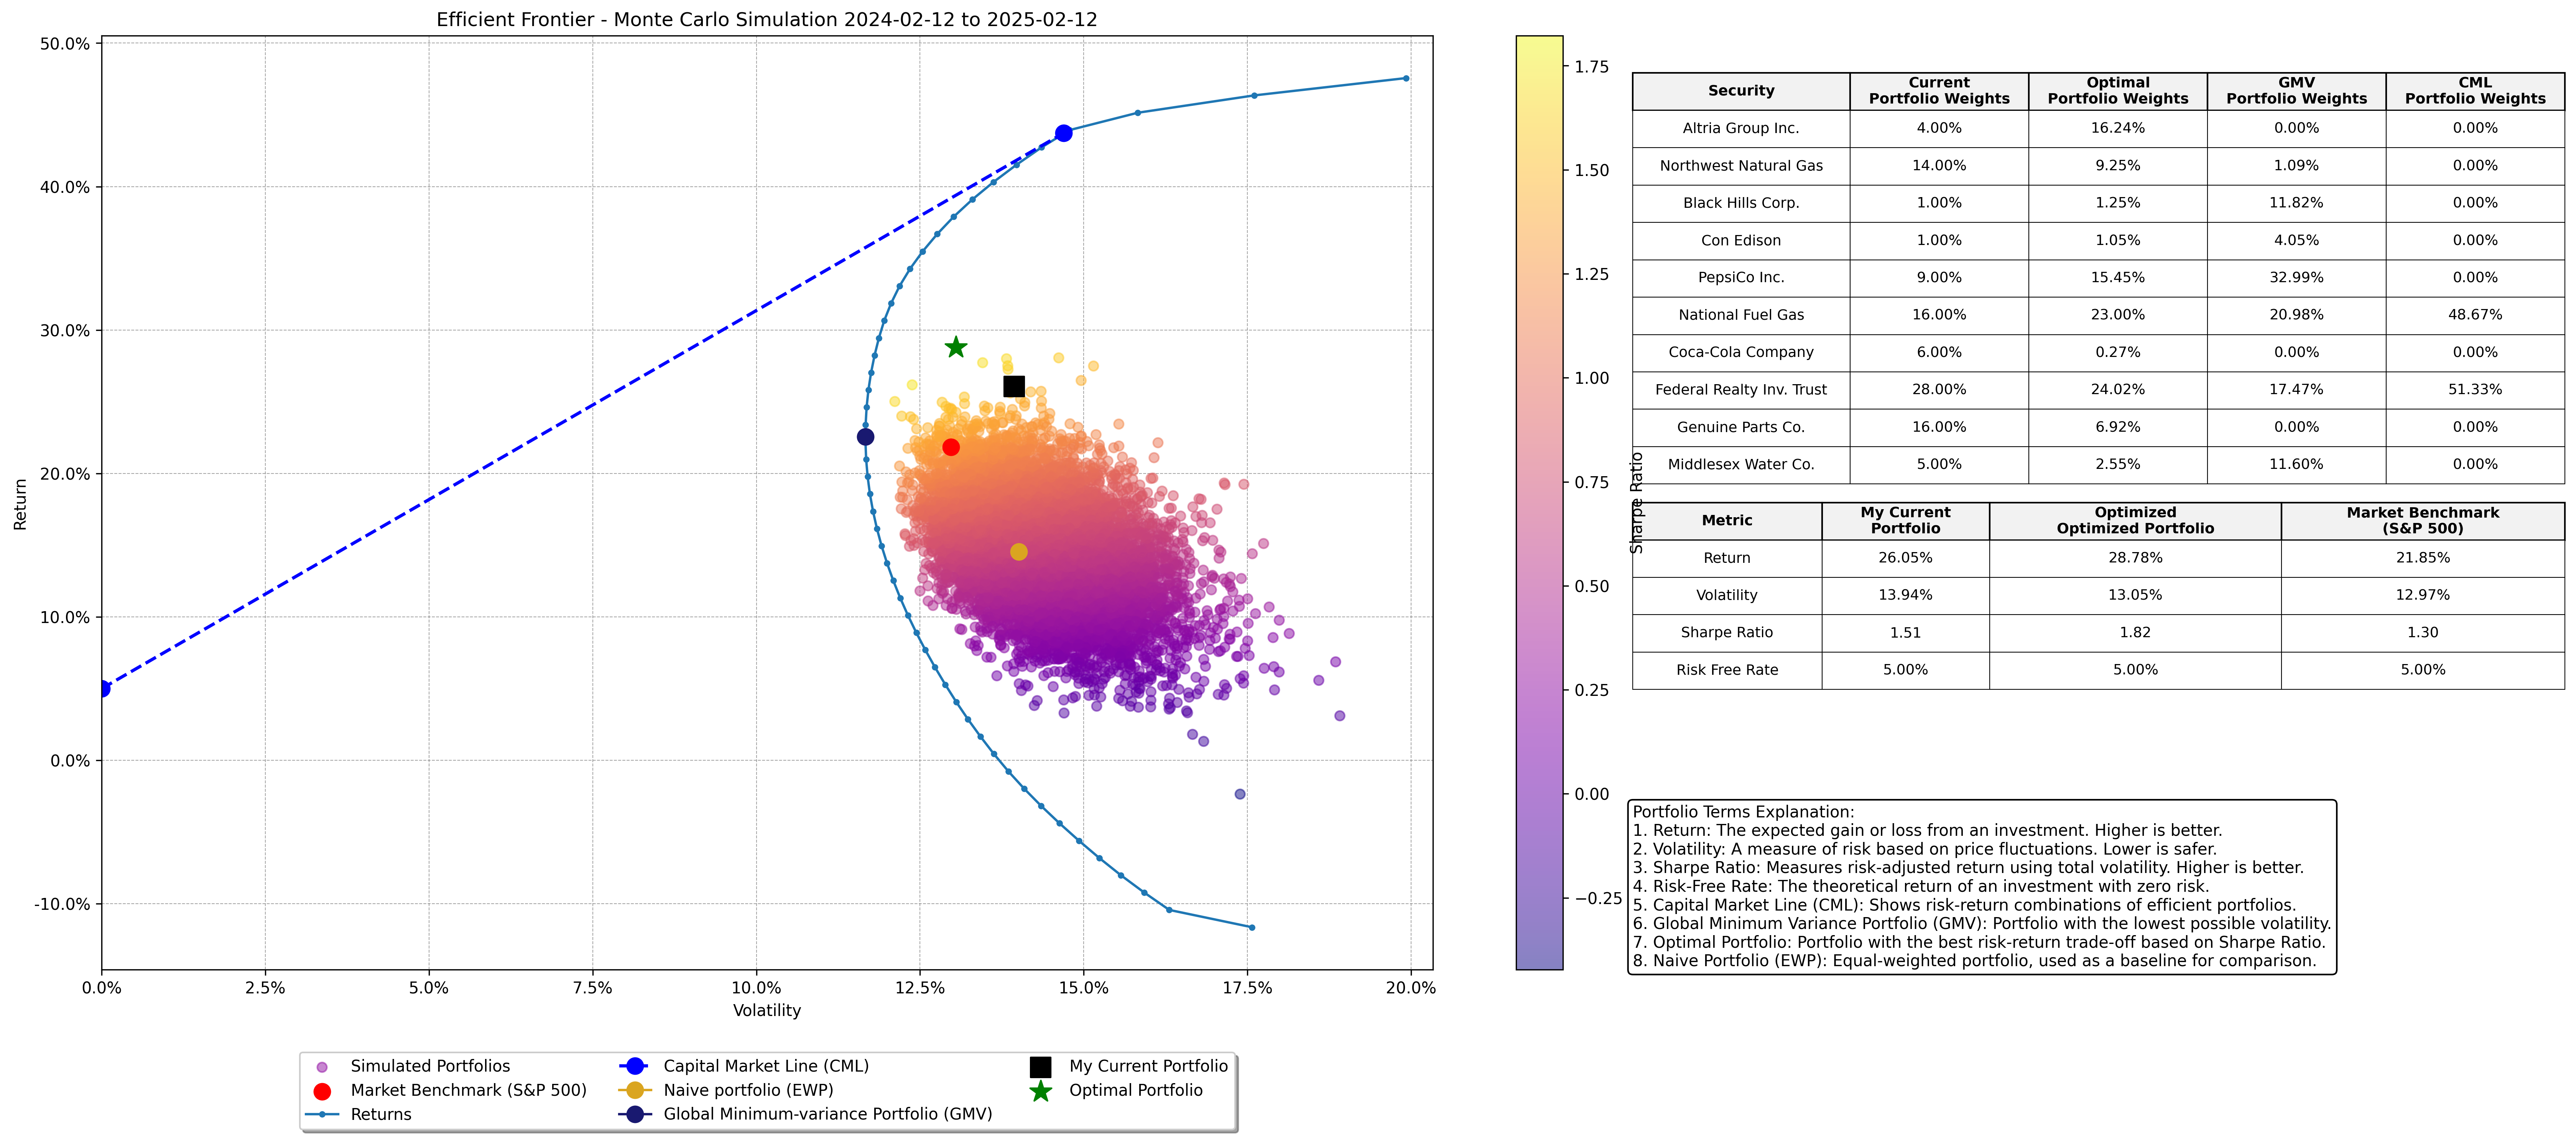 Efficient Frontier - Monte Carlo Simulation 2024-02-12 to 2025-02-12
50.0%
40.0%
30.0%
20.0%
10.0%
0.0%
-10.0%
Return
0.0% 2.5% 5.0% 7.5% 10.0% 12.5% 15.0% 17.5% 20.0%
Volatility
Simulated Portfolios
Market Benchmark (S&P 500)
Returns
Capital Market Line (CML)
Naive portfolio (EWP)
Global Minimum-variance Portfolio (GMV)
My Current Portfolio
Optimal Portfolio
1.75
1.50
1.25
1.00
0.75
0.50
0.25
0.00
−0.25
Sharpe Ratio
Security Current Portfolio Weights Optimal Portfolio Weights GMV Portfolio Weights CML Portfolio Weights
Altria Group Inc. 4.00% 16.24% 0.00% 0.00%
Northwest Natural Gas 14.00% 9.25% 1.09% 0.00%
Black Hills Corp. 1.00% 1.25% 11.82% 0.00%
Con Edison 1.00% 1.05% 4.05% 0.00%
PepsiCo Inc. 9.00% 15.45% 32.99% 0.00%
National Fuel Gas 16.00% 23.00% 20.98% 48.67%
Coca-Cola Company 6.00% 0.27% 0.00% 0.00%
Federal Realty Inv. Trust 28.00% 24.02% 17.47% 51.33%
Genuine Parts Co. 16.00% 6.92% 0.00% 0.00%
Middlesex Water Co. 5.00% 2.55% 11.60% 0.00%
Metric My Current Portfolio Optimized Optimized Portfolio Market Benchmark (S&P 500)
Return 26.05% 28.78% 21.85%
Volatility 13.94% 13.05% 12.97%
Sharpe Ratio 1.51 1.82 1.30
Risk Free Rate 5.00% 5.00% 5.00%
Portfolio Terms Explanation:
1. Return: The expected gain or loss from an investment. Higher is better.
2. Volatility: A measure of risk based on price fluctuations. Lower is safer.
3. Sharpe Ratio: Measures risk-adjusted return using total volatility. Higher is better.
4. Risk-Free Rate: The theoretical return of an investment with zero risk.
5. Capital Market Line (CML): Shows risk-return combinations of efficient portfolios.
6. Global Minimum Variance Portfolio (GMV): Portfolio with the lowest possible volatility.
7. Optimal Portfolio: Portfolio with the best risk-return trade-off based on Sharpe Ratio.
8. Naive Portfolio (EWP): Equal-weighted portfolio, used as a baseline for comparison.